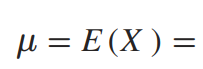 μ = E(X) =